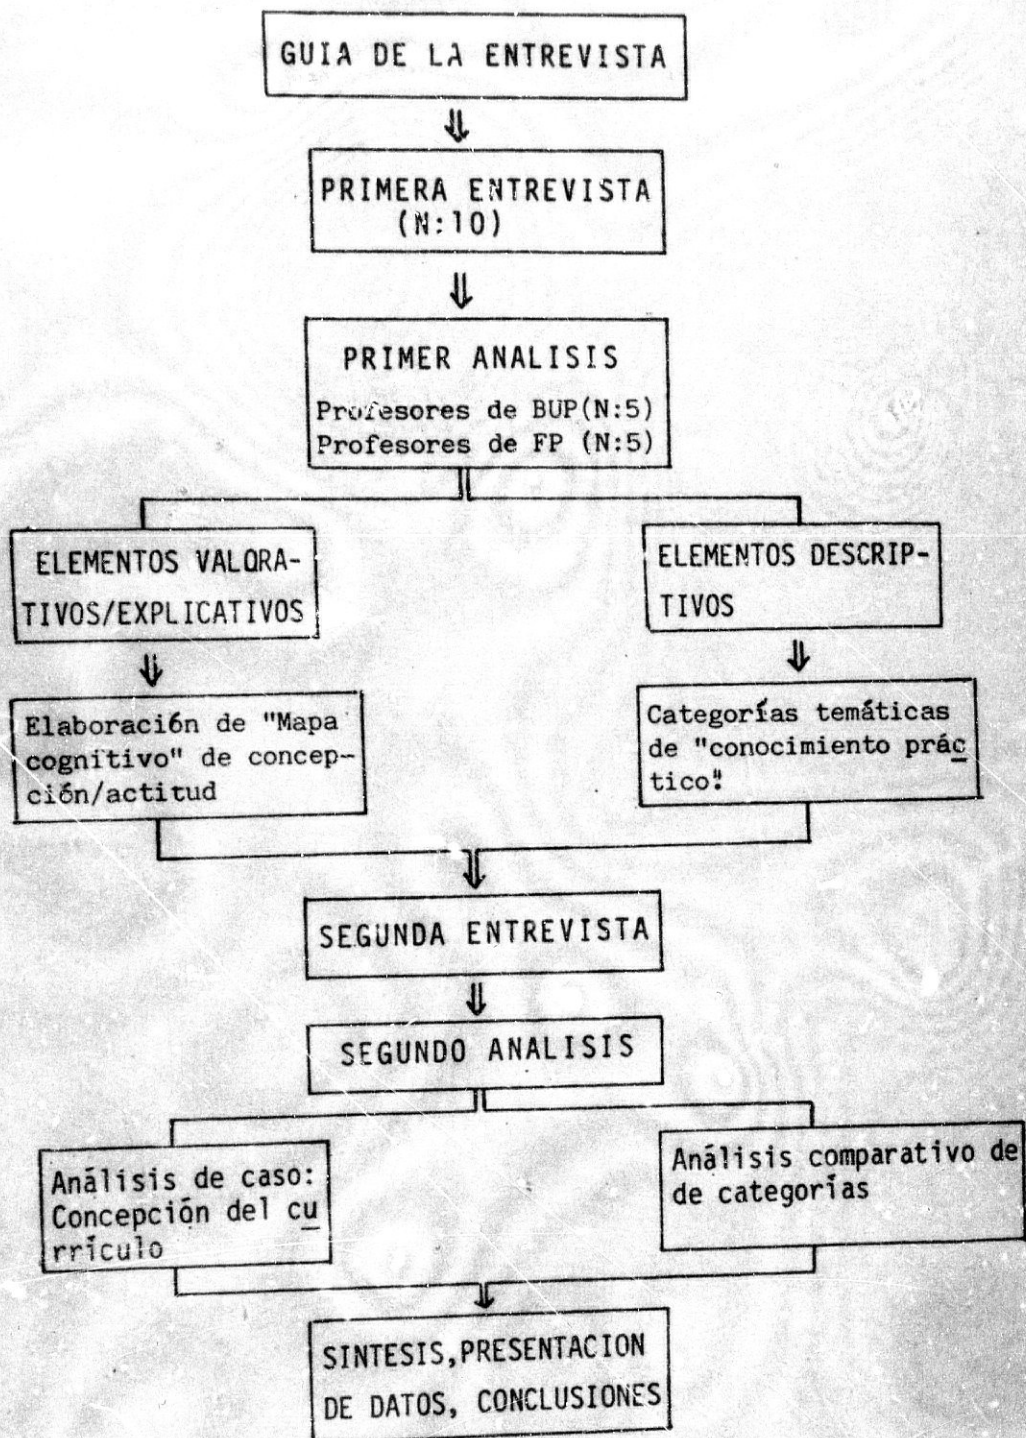 GUIA DE LA ENTREVISTA
PRIMERA ENTREVISTA
(N:10)
PRIMER ANALISIS
Profesores de BUP(N:5)
Profesores de FP (N:5)
ELEMENTOS VALORA-
TIVOS/EXPLICATIVOS
ELEMENTOS DESCRIP-
TIVOS
Elaboración de "Mapa
cognitivo" de concep-
ción/actitud
Categorías temáticas
de "conocimiento prác
tico".
SEGUNDA ENTREVISTA
SEGUNDO ANALISIS
Análisis de caso:
Concepción del cu
rrículo
Análisis comparativo de
de categorías
SINTESIS,PRESENTACION
DE DATOS, CONCLUSIONES